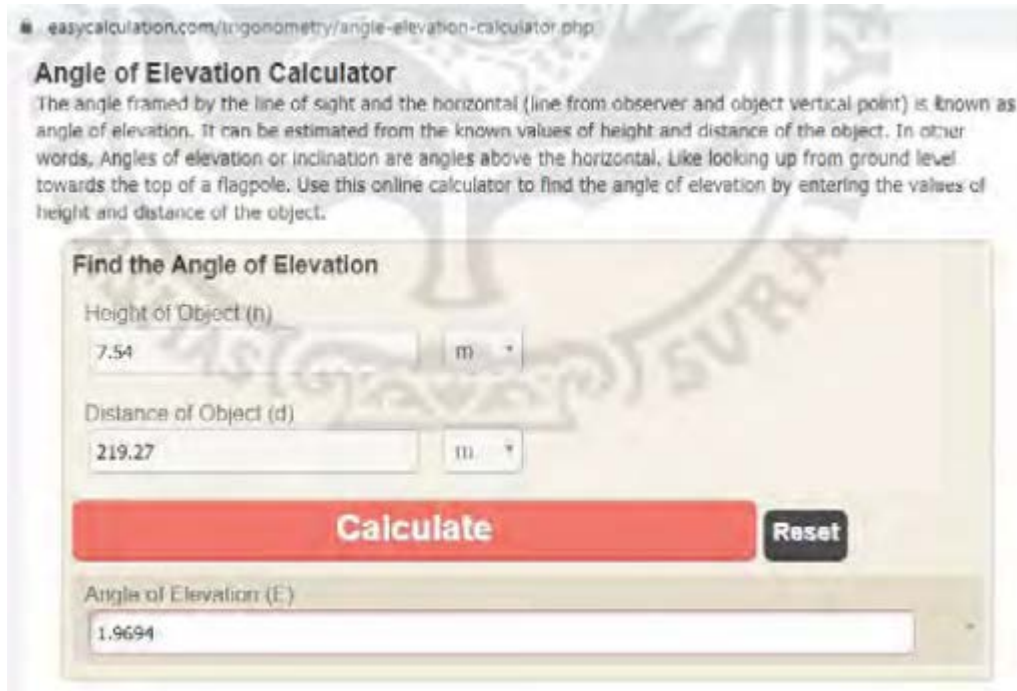 easycalculation.com/trigonometry/angle-elevation-calculator.php
Angle of Elevation Calculator
The angle framed by the line of sight and the horizontal (line from observer and object vertical point) is known as
angle of elevation. It can be estimated from the known values of height and distance of the object. In other
words, Angles of elevation or inclination are angles above the horizontal. Like looking up from ground level
towards the top of a flagpole. Use this online calculator to find the angle of elevation by entering the values of
height and distance of the object.
Find the Angle of Elevation
Height of Object (h)
7.54 m
Distance of Object (d)
219.27 m
Calculate Reset
Angle of Elevation (E)
1.9694